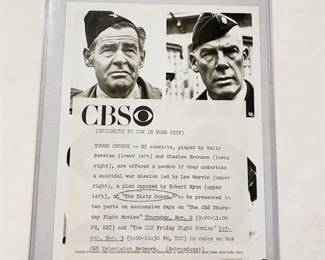 CBS
(EXCLUSIVE TO YOU IN YOUR CITY)
TOUGH CHOICE -- GI convicts, played by Telly
Savalas (lower left) and Charles Bronson (lower
right), are offered a pardon if they undertake
a suicidal war mission led by Lee Marvin (upper
right), a plan opposed by Robert Ryan (upper
left), in "The Dirty Dozen," to be presented in
two parts on successive days on "The CBS Thurs-
day Night Movies" Thursday, Nov. 2 (9:00-11:00
PM, EST) and "The CBS Friday Night Movies" Fri-
day, Nov. 3 (9:00-10:30 PM, EST) in color on the
CBS Television Network. (Rebroadcast)